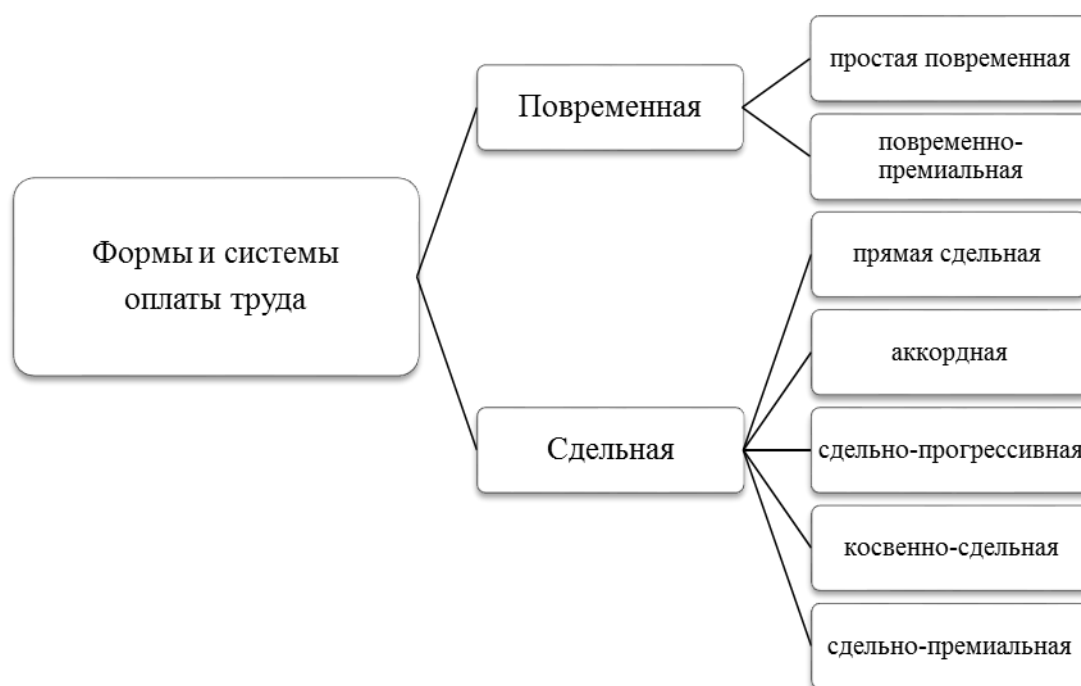 Формы и системы
оплаты труда
Повременная
простая повременная
повременно-
премиальная
Сдельная
прямая сдельная
аккордная
сдельно-прогрессивная
косвенно-сдельная
сдельно-премиальная